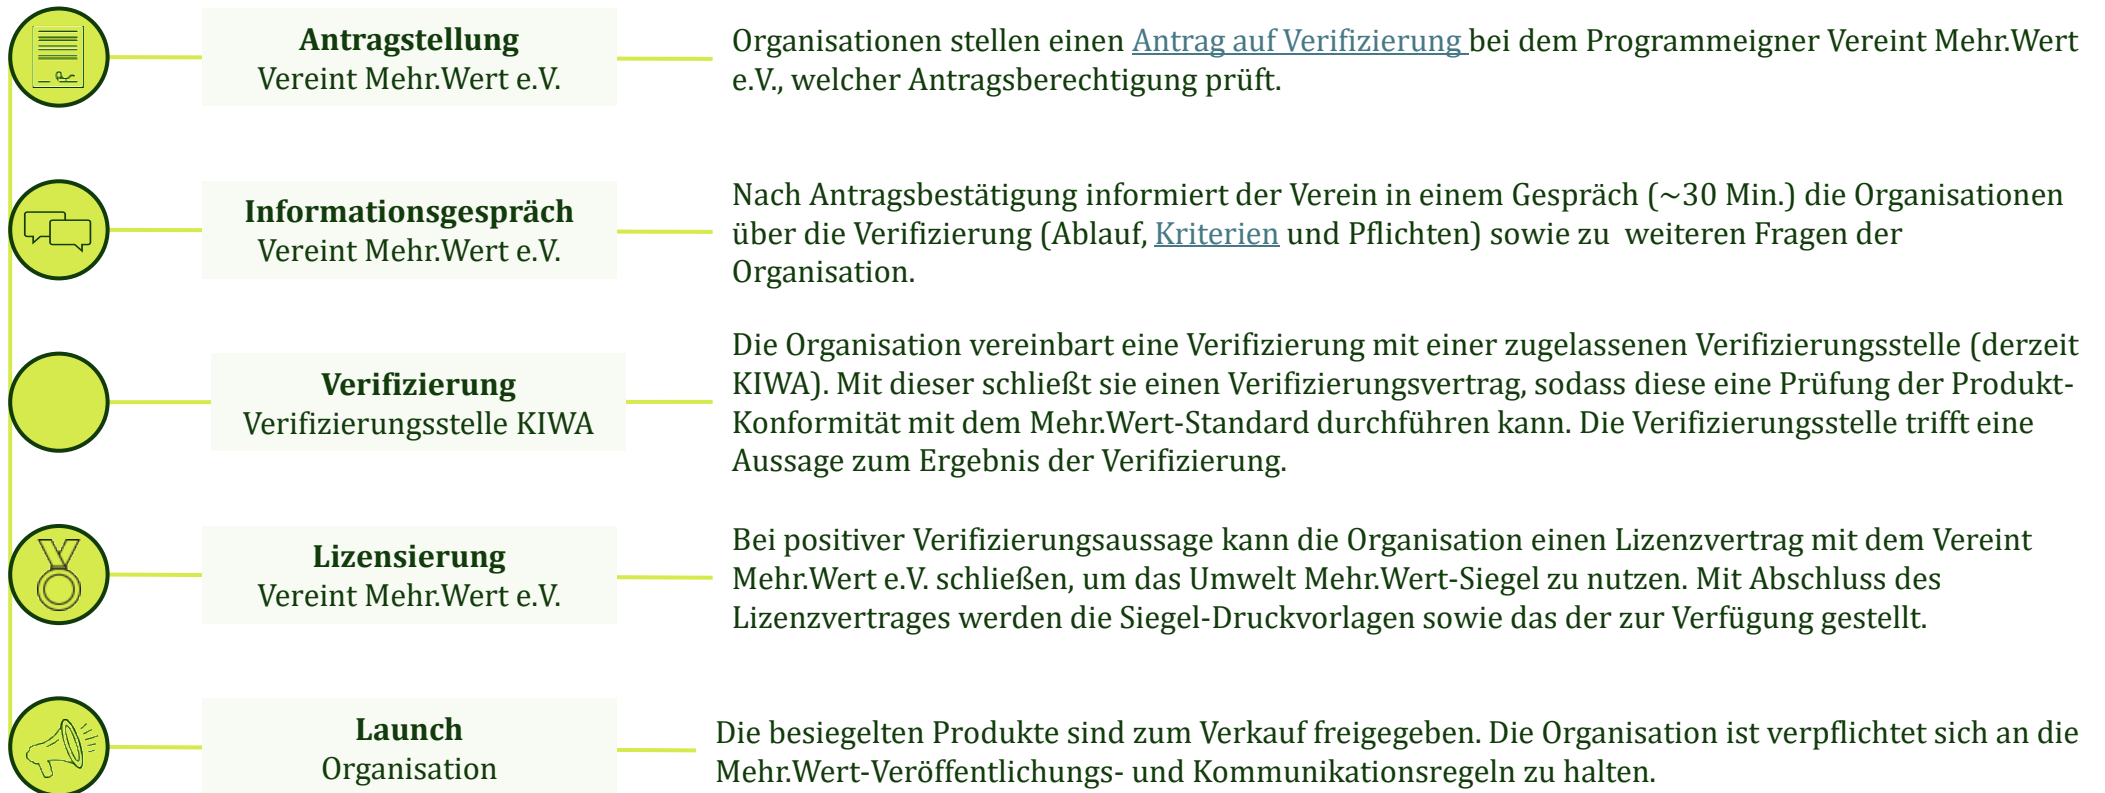 Antragstellung
Vereint Mehr.Wert e.V.
Organisationen stellen einen Antrag auf Verifizierung bei dem Programmeigner Vereint Mehr.Wert
e.V., welcher Antragsberechtigung prüft.
Informationsgespräch
Vereint Mehr.Wert e.V.
Nach Antragsbestätigung informiert der Verein in einem Gespräch (~30 Min.) die Organisationen
über die Verifizierung (Ablauf, Kriterien und Pflichten) sowie zu weiteren Fragen der
Organisation.
Verifizierung
Verifizierungsstelle KIWA
Die Organisation vereinbart eine Verifizierung mit einer zugelassenen Verifizierungsstelle (derzeit
KIWA). Mit dieser schließt sie einen Verifizierungsvertrag, sodass diese eine Prüfung der Produkt-
Konformität mit dem Mehr.Wert-Standard durchführen kann. Die Verifizierungsstelle trifft eine
Aussage zum Ergebnis der Verifizierung.
Lizensierung
Vereint Mehr.Wert e.V.
Bei positiver Verifizierungsaussage kann die Organisation einen Lizenzvertrag mit dem Vereint
Mehr.Wert e.V. schließen, um das Umwelt Mehr.Wert-Siegel zu nutzen. Mit Abschluss des
Lizenzvertrages werden die Siegel-Druckvorlagen sowie das der zur Verfügung gestellt.
Launch
Organisation
Die besiegelten Produkte sind zum Verkauf freigegeben. Die Organisation ist verpflichtet sich an die
Mehr.Wert-Veröffentlichungs- und Kommunikationsregeln zu halten.